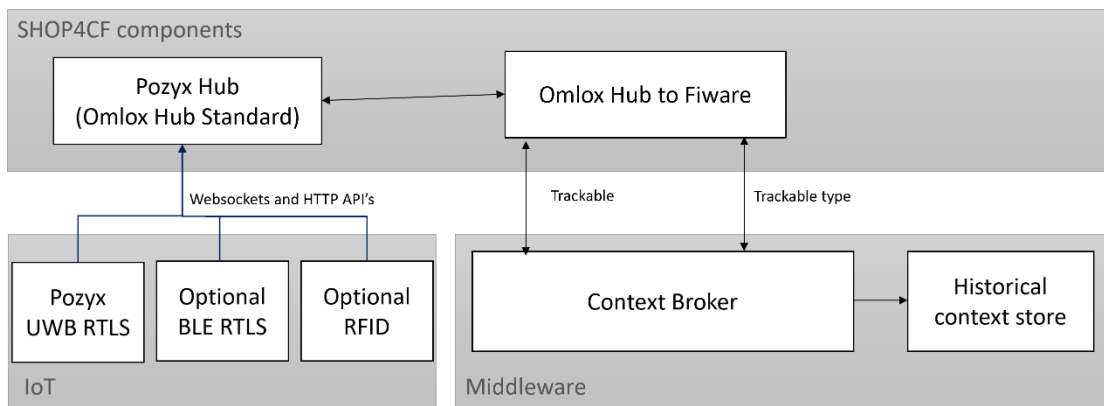 SHOP4CF components
Pozyx Hub
(Omlox Hub Standard)
Omlox Hub to Fiware
Websockets and HTTP API's
Trackable
Trackable type
Pozyx
UWB RTLS
Optional
BLE RTLS
Optional
RFID
IoT
Context Broker
Historical
context store
Middleware